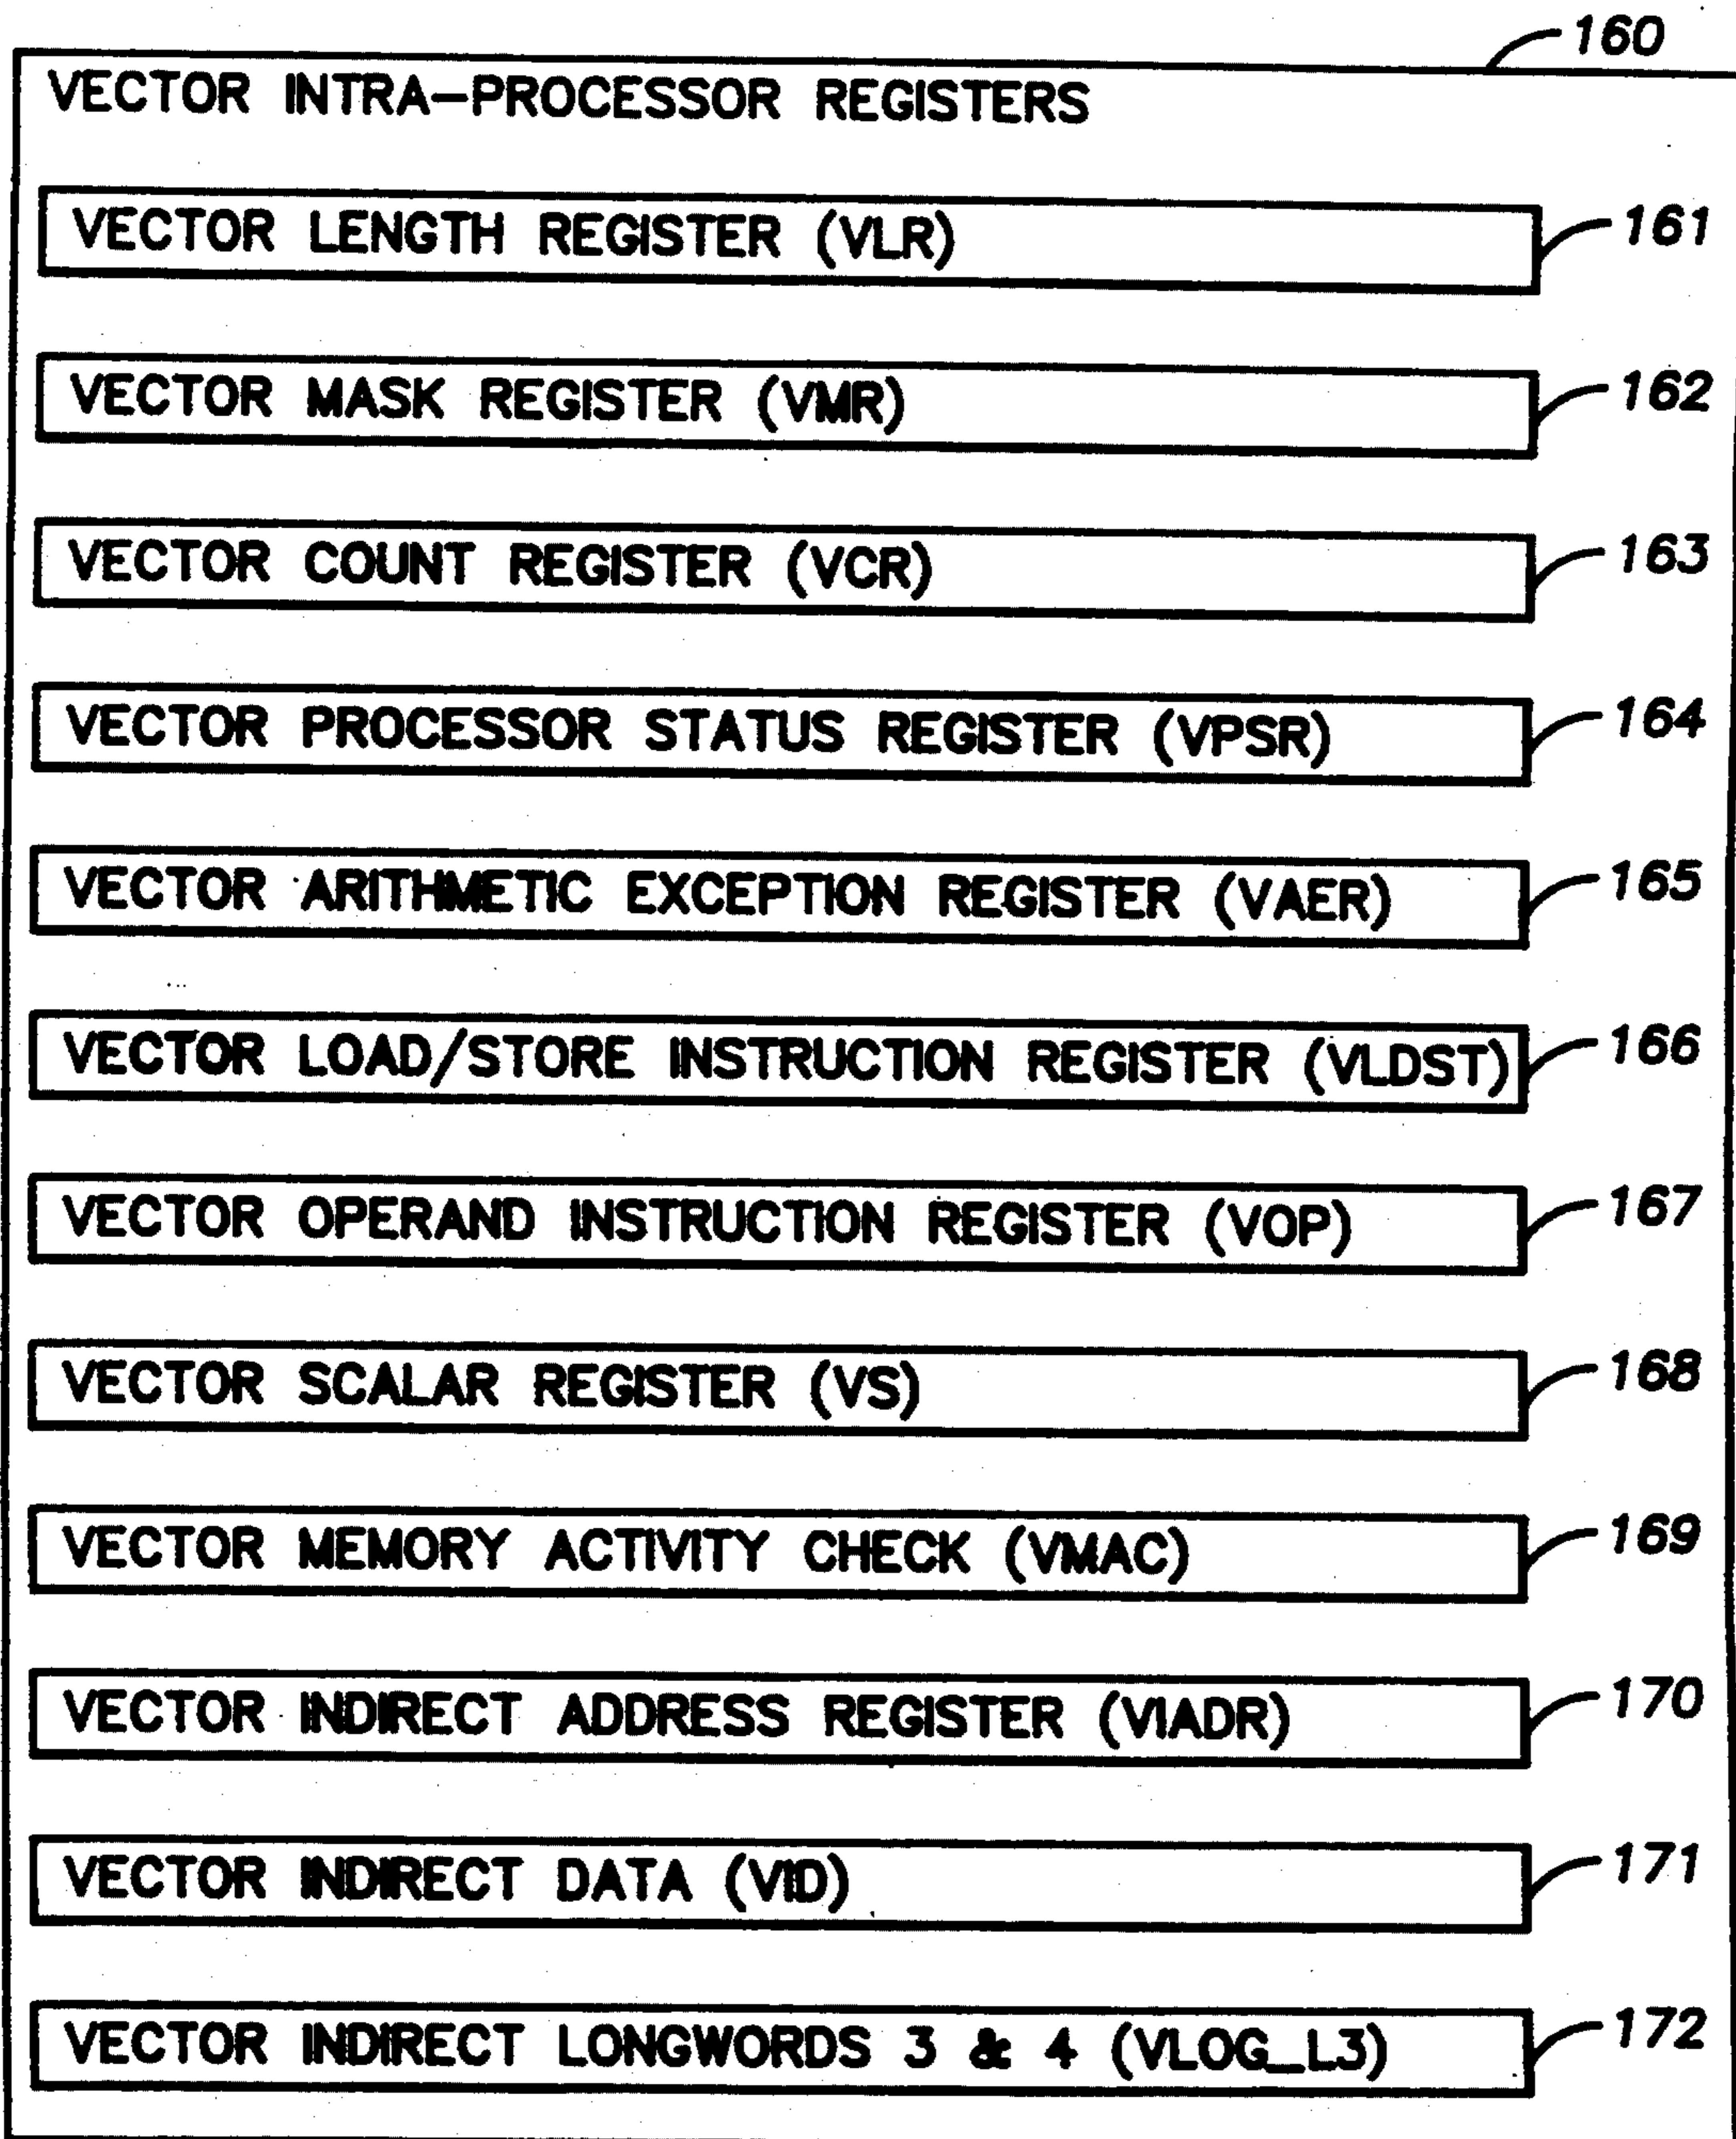 160
VECTOR INTRA-PROCESSOR REGISTERS
VECTOR LENGTH REGISTER (VLR) 161
VECTOR MASK REGISTER (VMR) 162
VECTOR COUNT REGISTER (VCR) 163
VECTOR PROCESSOR STATUS REGISTER (VPSR) 164
VECTOR ARITHMETIC EXCEPTION REGISTER (VAER) 165
VECTOR LOAD/STORE INSTRUCTION REGISTER (VLDST) 166
VECTOR OPERAND INSTRUCTION REGISTER (VOP) 167
VECTOR SCALAR REGISTER (VS) 168
VECTOR MEMORY ACTIVITY CHECK (VMAC) 169
VECTOR INDIRECT ADDRESS REGISTER (VIADR) 170
VECTOR INDIRECT DATA (VID) 171
VECTOR INDIRECT LONGWORDS 3 & 4 (VLOG_L3) 172